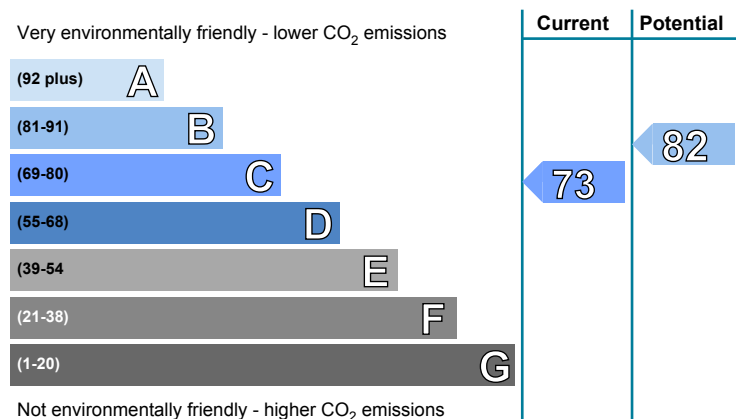 Current Potential
Very environmentally friendly - lower CO2 emissions
(92 plus) A
(81-91) B
82
(69-80) C
73
(55-68) D
(39-54 E
(21-38) F
(1-20) G
Not environmentally friendly - higher CO2 emissions